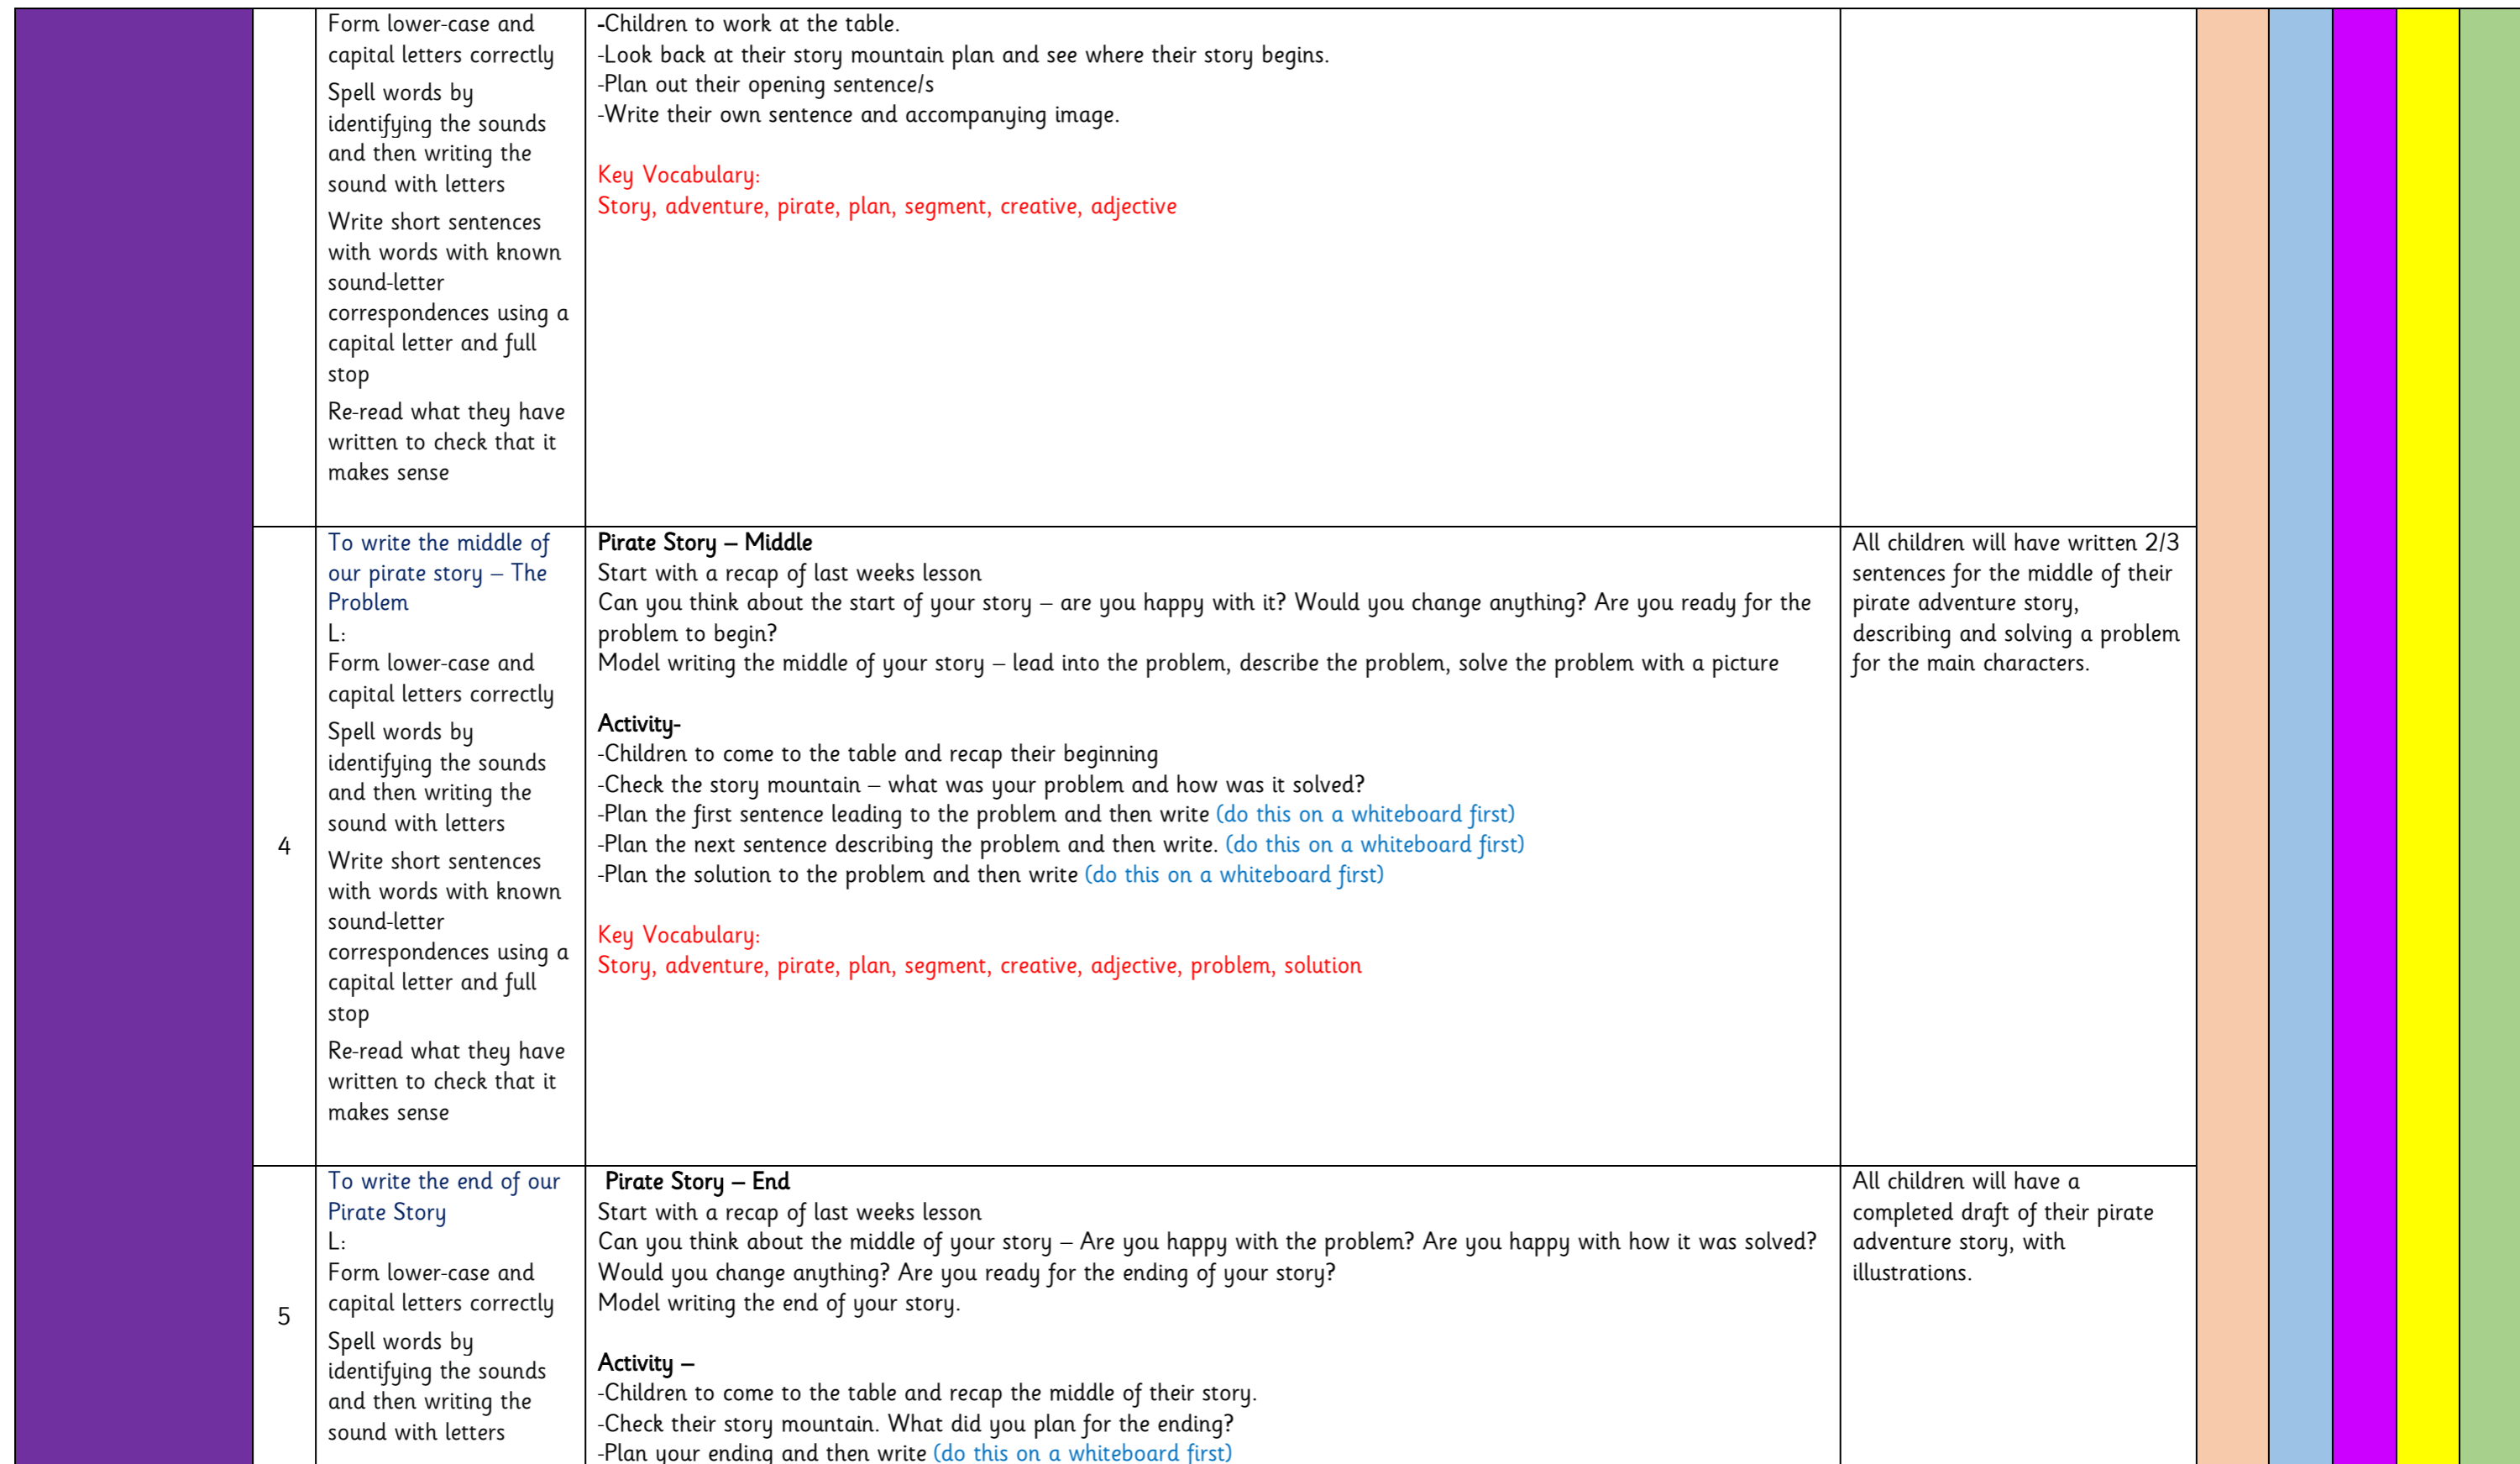 Form lower-case and
capital letters correctly
Spell words by
identifying the sounds
and then writing the
sound with letters
Write short sentences
with words with known
sound-letter
correspondences using a
capital letter and full
stop
Re-read what they have
written to check that it
makes sense
-Children to work at the table.
-Look back at their story mountain plan and see where their story begins.
-Plan out their opening sentence/s
-Write their own sentence and accompanying image.
Key Vocabulary:
Story, adventure, pirate, plan, segment, creative, adjective
4
To write the middle of
our pirate story – The
Problem
L:
Form lower-case and
capital letters correctly
Spell words by
identifying the sounds
and then writing the
sound with letters
Write short sentences
with words with known
sound-letter
correspondences using a
capital letter and full
stop
Re-read what they have
written to check that it
makes sense
Pirate Story – Middle
Start with a recap of last weeks lesson
Can you think about the start of your story – are you happy with it? Would you change anything? Are you ready for the
problem to begin?
Model writing the middle of your story – lead into the problem, describe the problem, solve the problem with a picture
Activity-
-Children to come to the table and recap their beginning
-Check the story mountain – what was your problem and how was it solved?
-Plan the first sentence leading to the problem and then write (do this on a whiteboard first)
-Plan the next sentence describing the problem and then write. (do this on a whiteboard first)
-Plan the solution to the problem and then write (do this on a whiteboard first)
Key Vocabulary:
Story, adventure, pirate, plan, segment, creative, adjective, problem, solution
All children will have written 2/3
sentences for the middle of their
pirate adventure story,
describing and solving a problem
for the main characters.
5
To write the end of our
Pirate Story
L:
Form lower-case and
capital letters correctly
Spell words by
identifying the sounds
and then writing the
sound with letters
Pirate Story – End
Start with a recap of last weeks lesson
Can you think about the middle of your story – Are you happy with the problem? Are you happy with how it was solved?
Would you change anything? Are you ready for the ending of your story?
Model writing the end of your story.
Activity –
-Children to come to the table and recap the middle of their story.
-Check their story mountain. What did you plan for the ending?
-Plan your ending and then write (do this on a whiteboard first)
All children will have a
completed draft of their pirate
adventure story, with
illustrations.